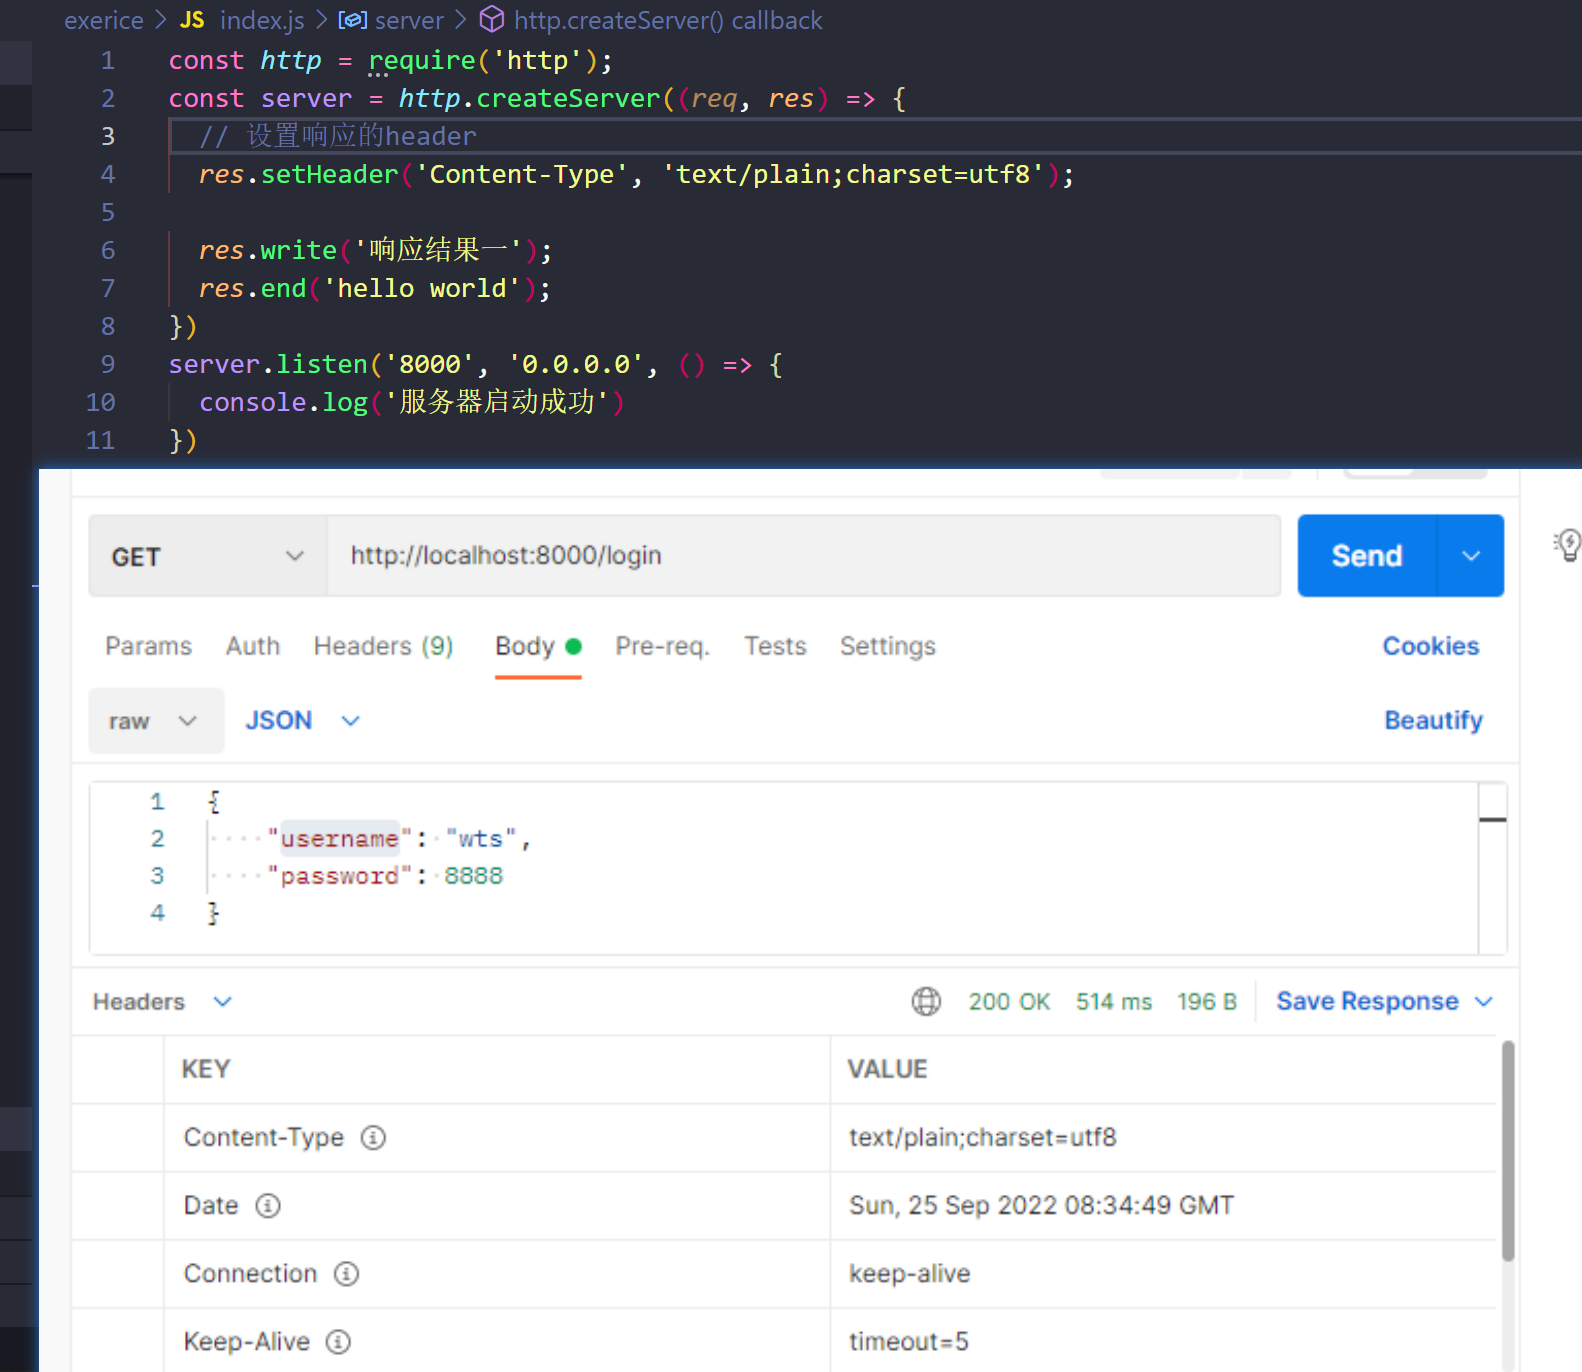 exerice > JS index.js > server > http.createServer() callback
1 const http = require('http');
2 const server = http.createServer((req, res) => {
3 // 设置响应的header
4 res.setHeader('Content-Type', 'text/plain;charset=utf8');
5
6 res.write('响应结果一');
7 res.end('hello world');
8 })
9 server.listen('8000', '0.0.0.0', () => {
10 console.log('服务器启动成功')
11 })
GET http://localhost:8000/login Send
Params Auth Headers (9) Body Pre-req. Tests Settings Cookies
raw JSON Beautify
1 {
2 ····"username":·"wts",
3 ····"password":·8888
4 }
Headers 200 OK 514 ms 196 B Save Response
KEY VALUE
Content-Type text/plain;charset=utf8
Date Sun, 25 Sep 2022 08:34:49 GMT
Connection keep-alive
Keep-Alive timeout=5